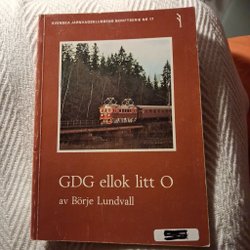 SVENSKA JÄRNVÄGSKLUBBENS SKRIFTSERIE NR 17
GDG ellok litt O
av Börje Lundvall